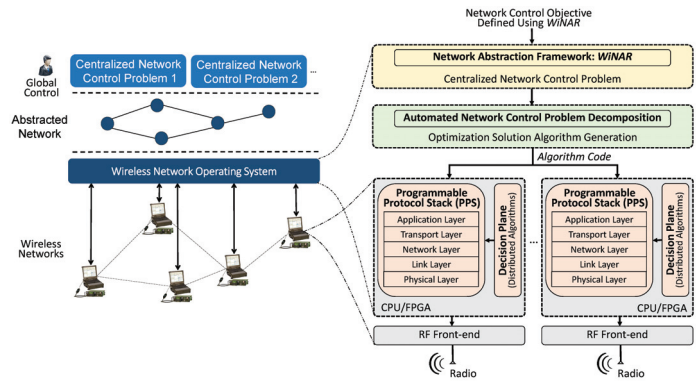 Global
Control
Centralized Network
Control Problem 1
Centralized Network
Control Problem 2
...
Abstracted
Network
Wireless Network Operating System
Wireless
Networks
Network Control Objective
Defined Using WiNAR
Network Abstraction Framework: WiNAR
Centralized Network Control Problem
Automated Network Control Problem Decomposition
Optimization Solution Algorithm Generation
Algorithm Code
Programmable
Protocol Stack (PPS)
Application Layer
Transport Layer
Network Layer
Link Layer
Physical Layer
Decision Plane
(Distributed Algorithms)
CPU/FPGA
...
Programmable
Protocol Stack (PPS)
Application Layer
Transport Layer
Network Layer
Link Layer
Physical Layer
Decision Plane
(Distributed Algorithms)
CPU/FPGA
RF Front-end
RF Front-end
Radio
Radio